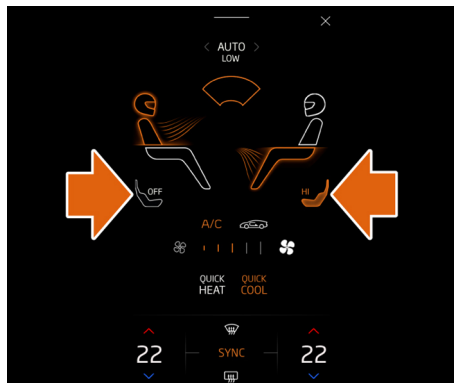 AUTO
LOW
OFF
HI
A/C
QUICK HEAT
QUICK COOL
22
SYNC
22